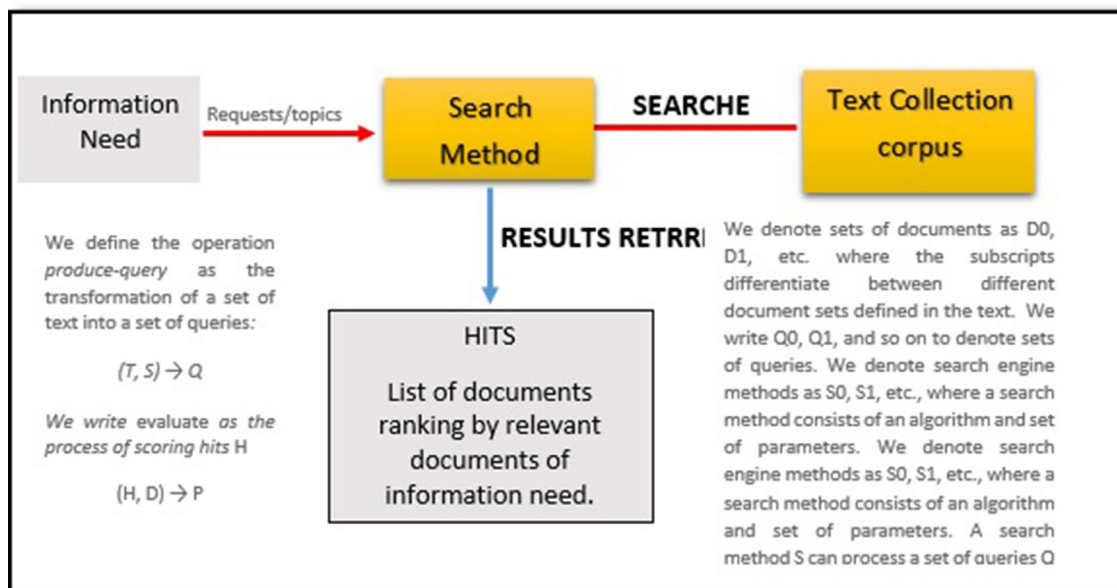 Information
Need
Requests/topics
Search
Method
SEARCHE
Text Collection
corpus
We define the operation
produce-query as the
transformation of a set of
text into a set of queries:
(T, S) → Q
We write evaluate as the
process of scoring hits H
(H, D) → P
RESULTS RETRRI
HITS
List of documents
ranking by relevant
documents of
information need.
We denote sets of documents as D0,
D1, etc. where the subscripts
differentiate between different
document sets defined in the text. We
write Q0, Q1, and so on to denote sets
of queries. We denote search engine
methods as S0, S1, etc., where a search
method consists of an algorithm and set
of parameters. We denote search
engine methods as S0, S1, etc., where a
search method consists of an algorithm
and set of parameters. A search
method S can process a set of queries Q